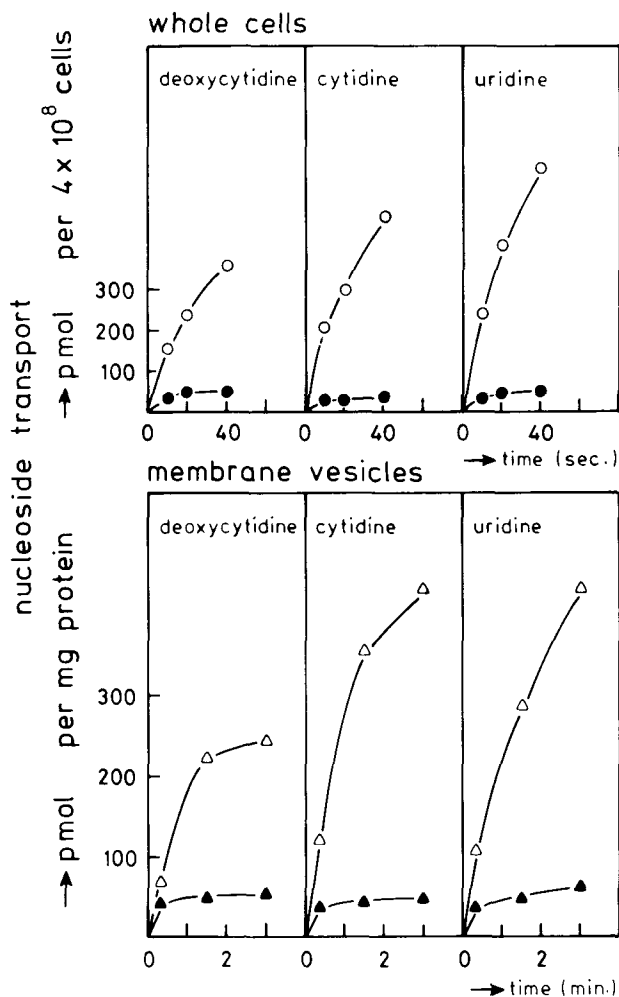 whole cells
deoxycytidine
cytidine
uridine
nucleoside transport
→ pmol per 4 x 10⁸ cells
300
200
100
0
40
0
40
0
40
→ time (sec.)
membrane vesicles
deoxycytidine
cytidine
uridine
→ pmol per mg protein
300
200
100
0
2
0
2
0
2
→ time (min.)